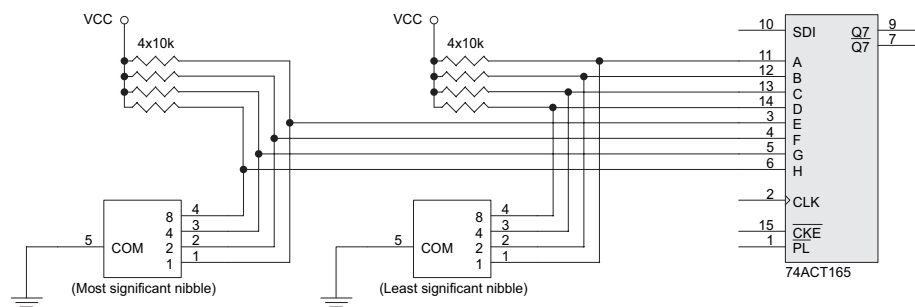 VCC
4x10k
VCC
4x10k
10 SDI Q7 9
Q7 7
11 A
12 B
13 C
14 D
3 E
4 F
5 G
6 H
2 CLK
15 CKE
1 PL
74ACT165
5 COM
8 4
4 3
2 2
1 1
(Most significant nibble)
5 COM
8 4
4 3
2 2
1 1
(Least significant nibble)